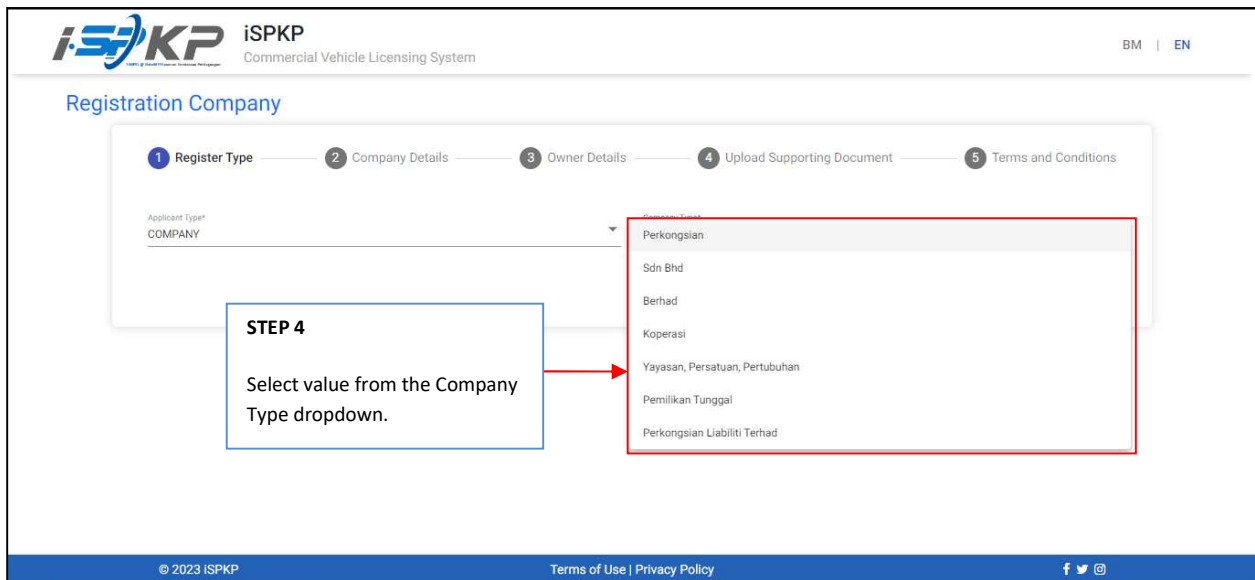 iSPKP
iSPKP
Commercial Vehicle Licensing System
BM | EN
Registration Company
1 Register Type
2 Company Details
3 Owner Details
4 Upload Supporting Document
5 Terms and Conditions
Applicant Type*
COMPANY
Company Type*
Perkongsian
Sdn Bhd
Berhad
Koperasi
Yayasan, Persatuan, Pertubuhan
Pemilikan Tunggal
Perkongsian Liabiliti Terhad
STEP 4
Select value from the Company
Type dropdown.
© 2023 iSPKP
Terms of Use | Privacy Policy